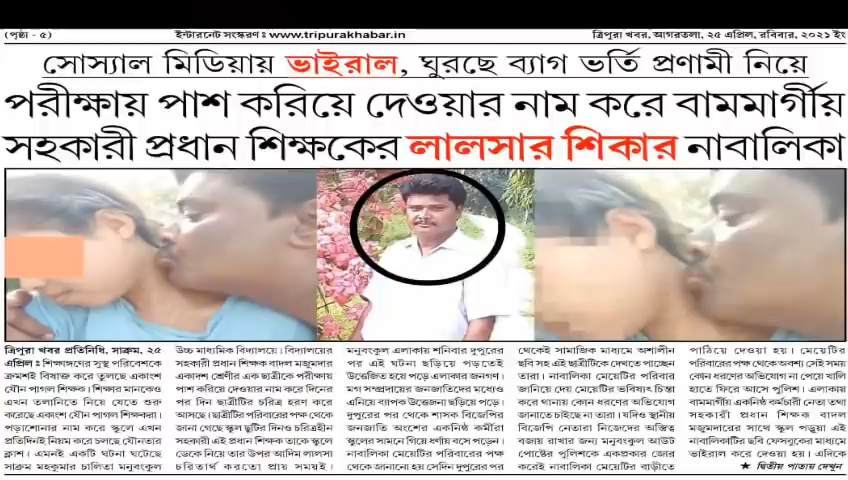 (পৃষ্ঠা - ৫)
ইন্টারনেট সংস্করণ ঃ www.tripurakhabar.in
ত্রিপুরা খবর, আগরতলা, ২৫ এপ্রিল, রবিবার, ২০২১ ইং
সোস্যাল মিডিয়ায় ভাইরাল, ঘুরছে ব্যাগ ভর্তি প্রণামী নিয়ে
পরীক্ষায় পাশ করিয়ে দেওয়ার নাম করে বামমার্গীয়
সহকারী প্রধান শিক্ষকের লালসার শিকার নাবালিকা
ত্রিপুরা খবর প্রতিনিধি, সাব্রুম, ২৫
এপ্রিল ঃ শিক্ষাঙ্গণের সুস্থ পরিবেশকে
ক্রমশই বিষাক্ত করে তুলছে একাংশ
যৌন পাগল শিক্ষক। শিক্ষার মানকেও
এখন তলানিতে নিয়ে যেতে শুরু
করেছে একাংশ যৌন পাগল শিক্ষকরা।
পড়াশোনার নাম করে স্কুলে এখন
প্রতিদিনই নিয়ম করে চলছে যৌনতার
ক্লাশ। এমনই একটি ঘটনা ঘটেছে
সাব্রুম মহকুমার চালিতা মনুবংকুল
উচ্চ মাধ্যমিক বিদ্যালয়ে। বিদ্যালয়ের
সহকারী প্রধান শিক্ষক বাদল মজুমদার
একাদশ শ্রেণীর এক ছাত্রীকে পরীক্ষায়
পাশ করিয়ে দেওয়ার নাম করে দিনের
পর দিন ছাত্রীটির চরিত্র হরণ করে
আসছে। ছাত্রীটির পরিবারের পক্ষ থেকে
জানা গেছে স্কুল ছুটির দিনও চরিত্রহীন
সহকারী এই প্রধান শিক্ষক তাকে স্কুলে
ডেকে নিয়ে তার উপর আদিম লালসা
চরিতার্থ করতো প্রায় সময়ই।
মনুবংকুল এলাকায় শনিবার দুপুরের
পর এই ঘটনা ছড়িয়ে পড়তেই
উত্তেজিত হয়ে পড়ে এলাকার জনগণ।
মগ সম্প্রদায়ের জনজাতিদের মধ্যেও
এনিয়ে ব্যাপক উত্তেজনা ছড়িয়ে পড়ে।
দুপুরের পর থেকে শাসক বিজেপির
জনজাতি অংশের একনিষ্ঠ কর্মীরা
স্কুলের সামনে গিয়ে ধর্ণায় বসে পড়েন।
নাবালিকা মেয়েটির পরিবারের পক্ষ
থেকে জানানো হয় সেদিন দুপুরের পর
থেকেই সামাজিক মাধ্যমে অশালীন
ছবি সহ এই ছাত্রীটিকে দেখতে পাচ্ছেন
তারা। নাবালিকা মেয়েটির পরিবার
জানিয়ে দেয় মেয়েটির ভবিষ্যৎ চিন্তা
করে থানায় কোন ধরণের অভিযোগ
জানাতে চাইছে না তারা। যদিও স্থানীয়
বিজেপি নেতারা নিজেদের অস্তিত্ব
বজায় রাখার জন্য মনুবংকুল আউট
পোষ্টের পুলিশকে একপ্রকার জোর
করেই নাবালিকা মেয়েটির বাড়ীতে
পাঠিয়ে দেওয়া হয়। মেয়েটির
পরিবারের পক্ষ থেকে অবশ্য সেই সময়
কোন ধরণের অভিযোগ না পেয়ে খালি
হাতে ফিরে আসে পুলিশ। এলাকায়
বামমার্গীয় একনিষ্ঠ কর্মচারী নেতা তথা
সহকারী প্রধান শিক্ষক বাদল
মজুমদারের সাথে স্কুল পড়ুয়া এই
নাবালিকাটির ছবি ফেসবুকের মাধ্যমে
ভাইরাল করে দেওয়া হয়। এদিকে
★ দ্বিতীয় পাতায় দেখুন